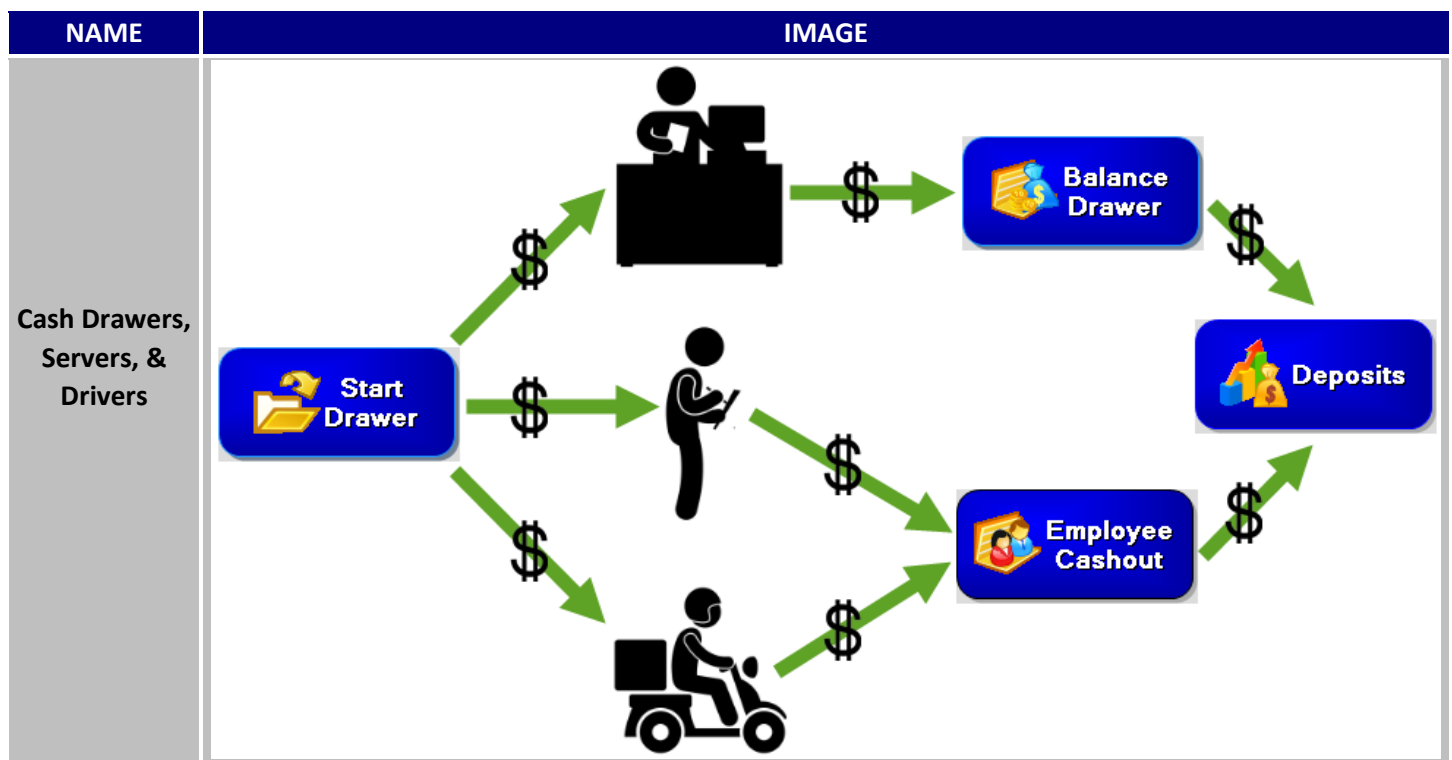 NAME
IMAGE
Cash Drawers,
Servers, &
Drivers
Start
Drawer
$
$
$
$
Balance
Drawer
$
$
$
Employee
Cashout
$
Deposits